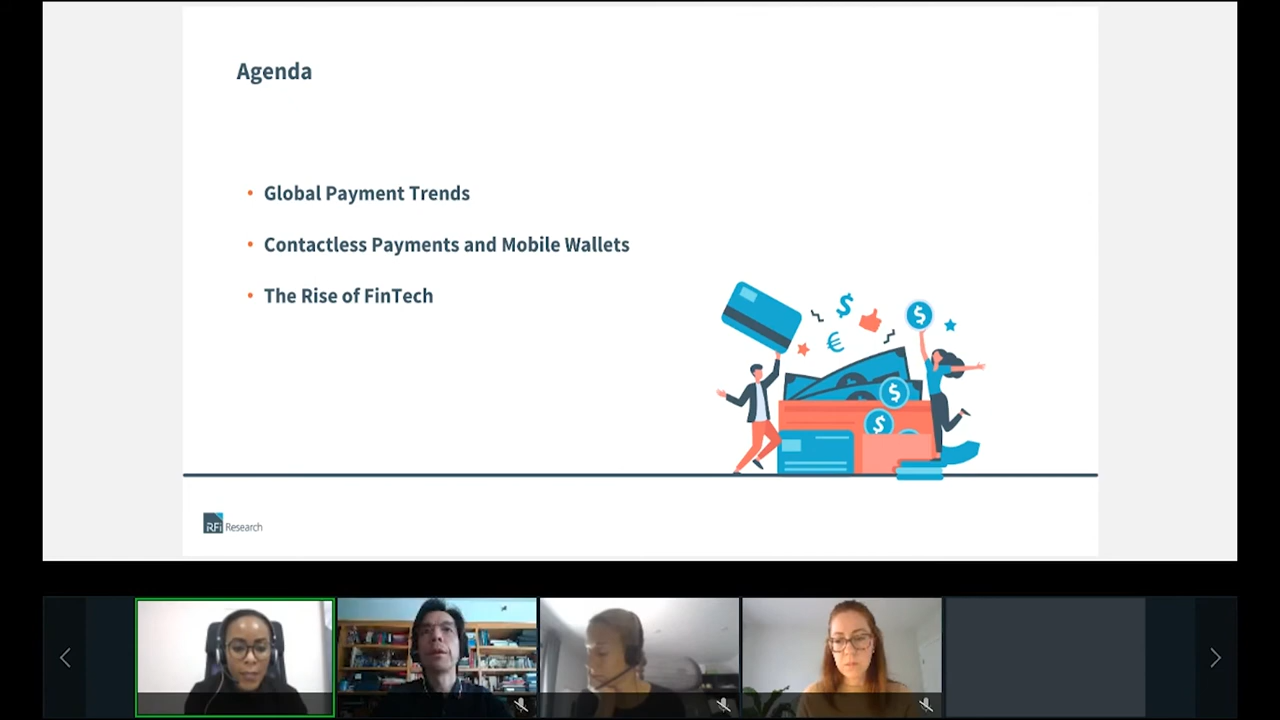 Agenda
• Global Payment Trends
• Contactless Payments and Mobile Wallets
• The Rise of FinTech
$
$
€
$
$
RFi Research